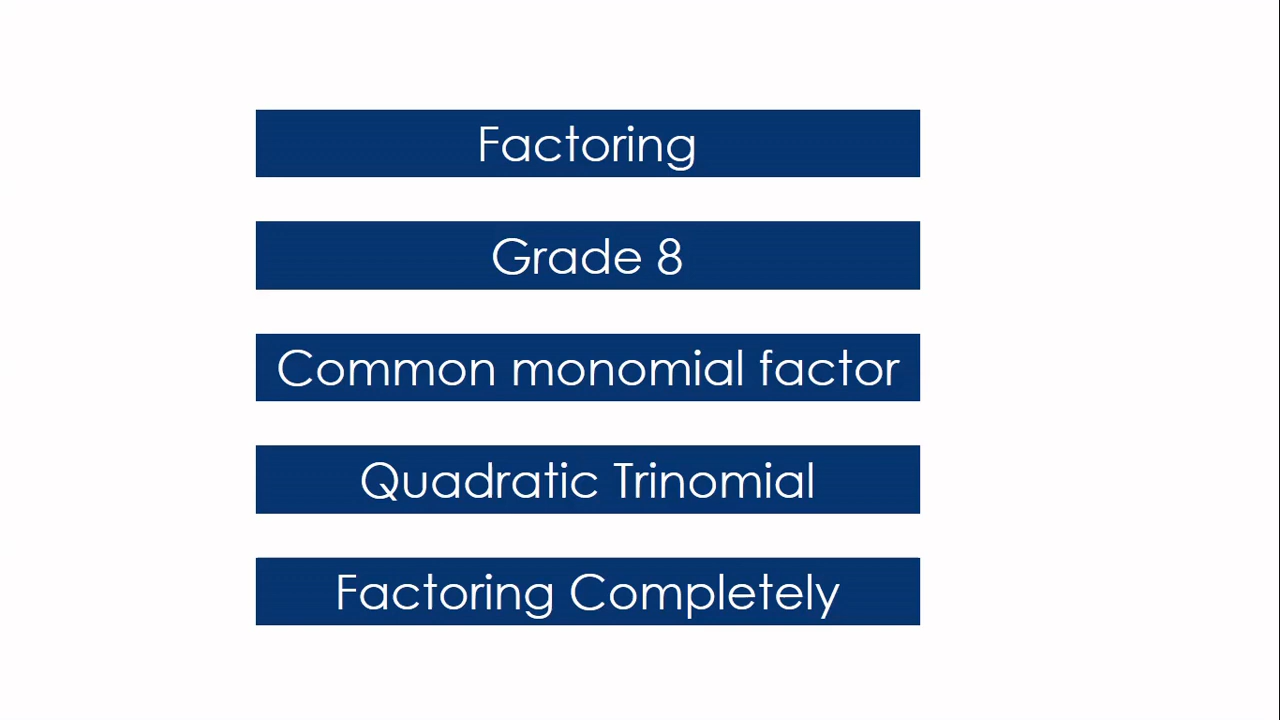 Factoring
Grade 8
Common monomial factor
Quadratic Trinomial
Factoring Completely